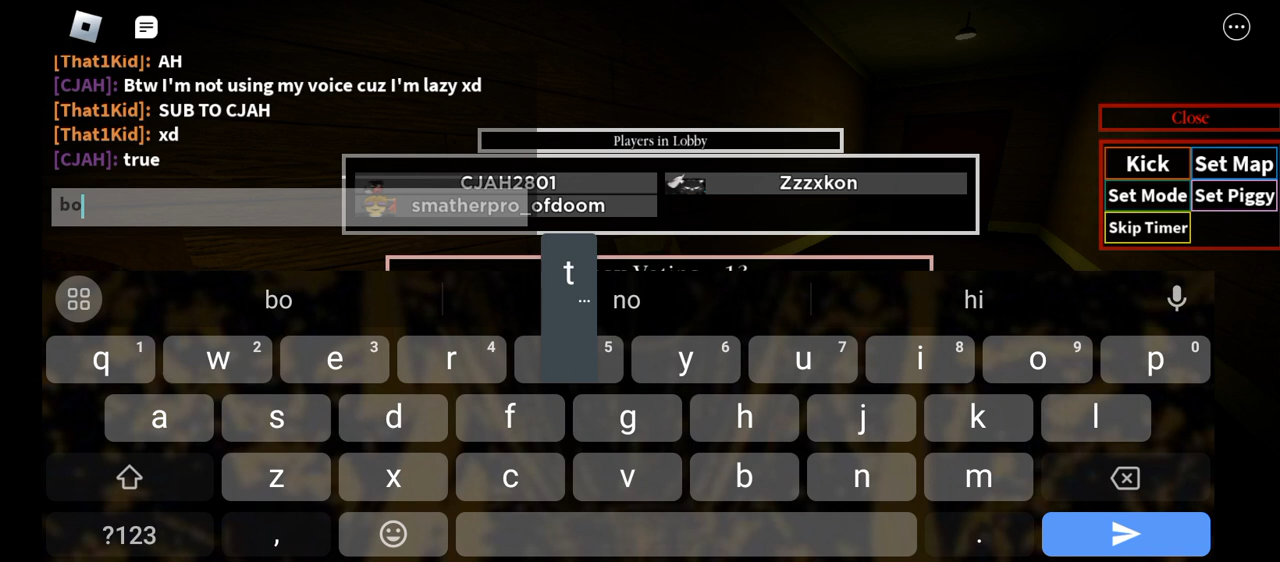 [That1Kid]: AH
[CJAH]: Btw I'm not using my voice cuz I'm lazy xd
[That1Kid]: SUB TO CJAH
[That1Kid]: xd
[CJAH]: true
bo
Players in Lobby
CJAH2801
Zzzxkon
smatherpro_ofdoom
Close
Kick
Set Map
Set Mode
Set Piggy
Skip Timer
t
...
bo
no
hi
q 1 w 2 e 3 r 4 5 y 6 u 7 i 8 o 9 p 0
a s d f g h j k l
z x c v b n m
?123 , .